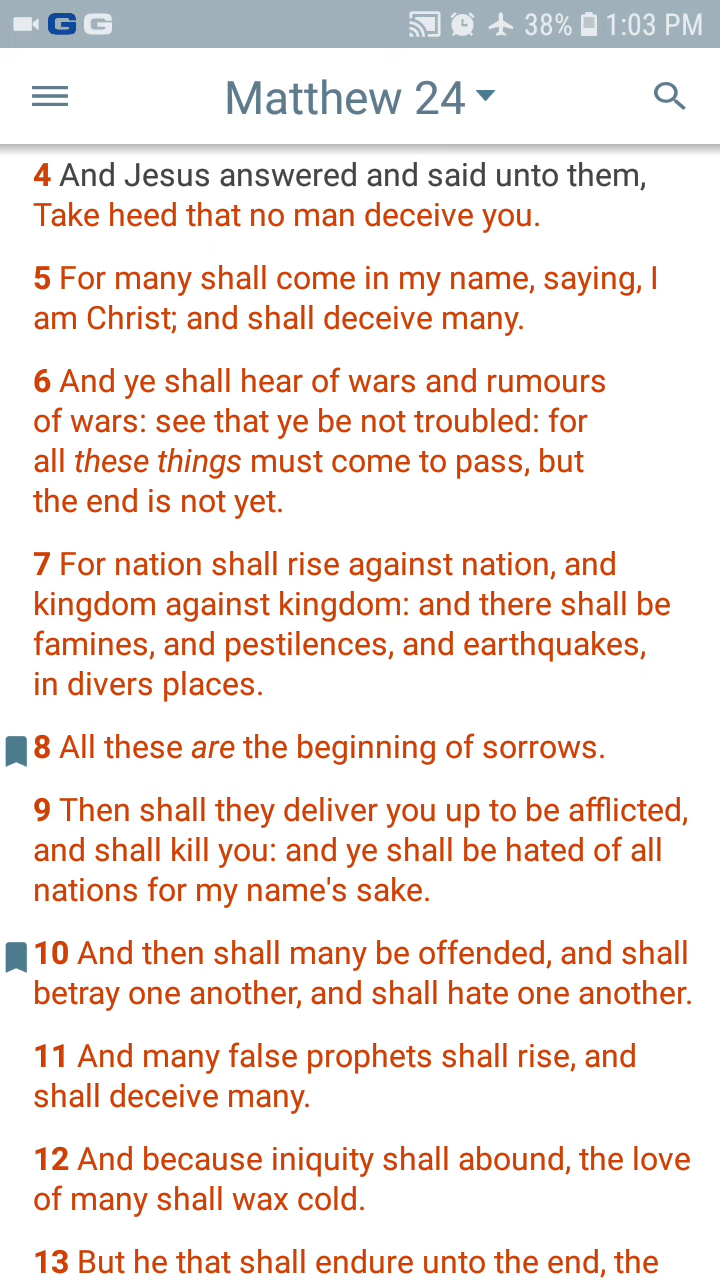 G G 38% 1:03 PM
Matthew 24
4 And Jesus answered and said unto them,
Take heed that no man deceive you.
5 For many shall come in my name, saying, I
am Christ; and shall deceive many.
6 And ye shall hear of wars and rumours
of wars: see that ye be not troubled: for
all these things must come to pass, but
the end is not yet.
7 For nation shall rise against nation, and
kingdom against kingdom: and there shall be
famines, and pestilences, and earthquakes,
in divers places.
8 All these are the beginning of sorrows.
9 Then shall they deliver you up to be afflicted,
and shall kill you: and ye shall be hated of all
nations for my name's sake.
10 And then shall many be offended, and shall
betray one another, and shall hate one another.
11 And many false prophets shall rise, and
shall deceive many.
12 And because iniquity shall abound, the love
of many shall wax cold.
13 But he that shall endure unto the end, the